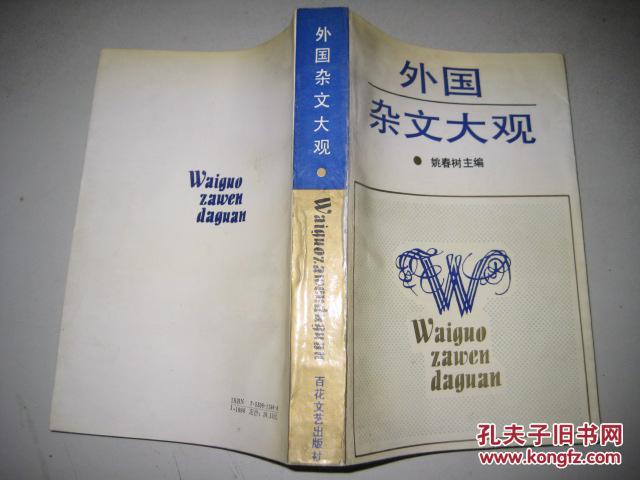 Waiguo
zawen
daguan
外国杂文大观
Waiguozawendaguan
百花文艺出版社
外国
杂文大观
姚春树主编
W
Waiguo
zawen
daguan
ISBN
孔夫子旧书网
www.kongfz.com